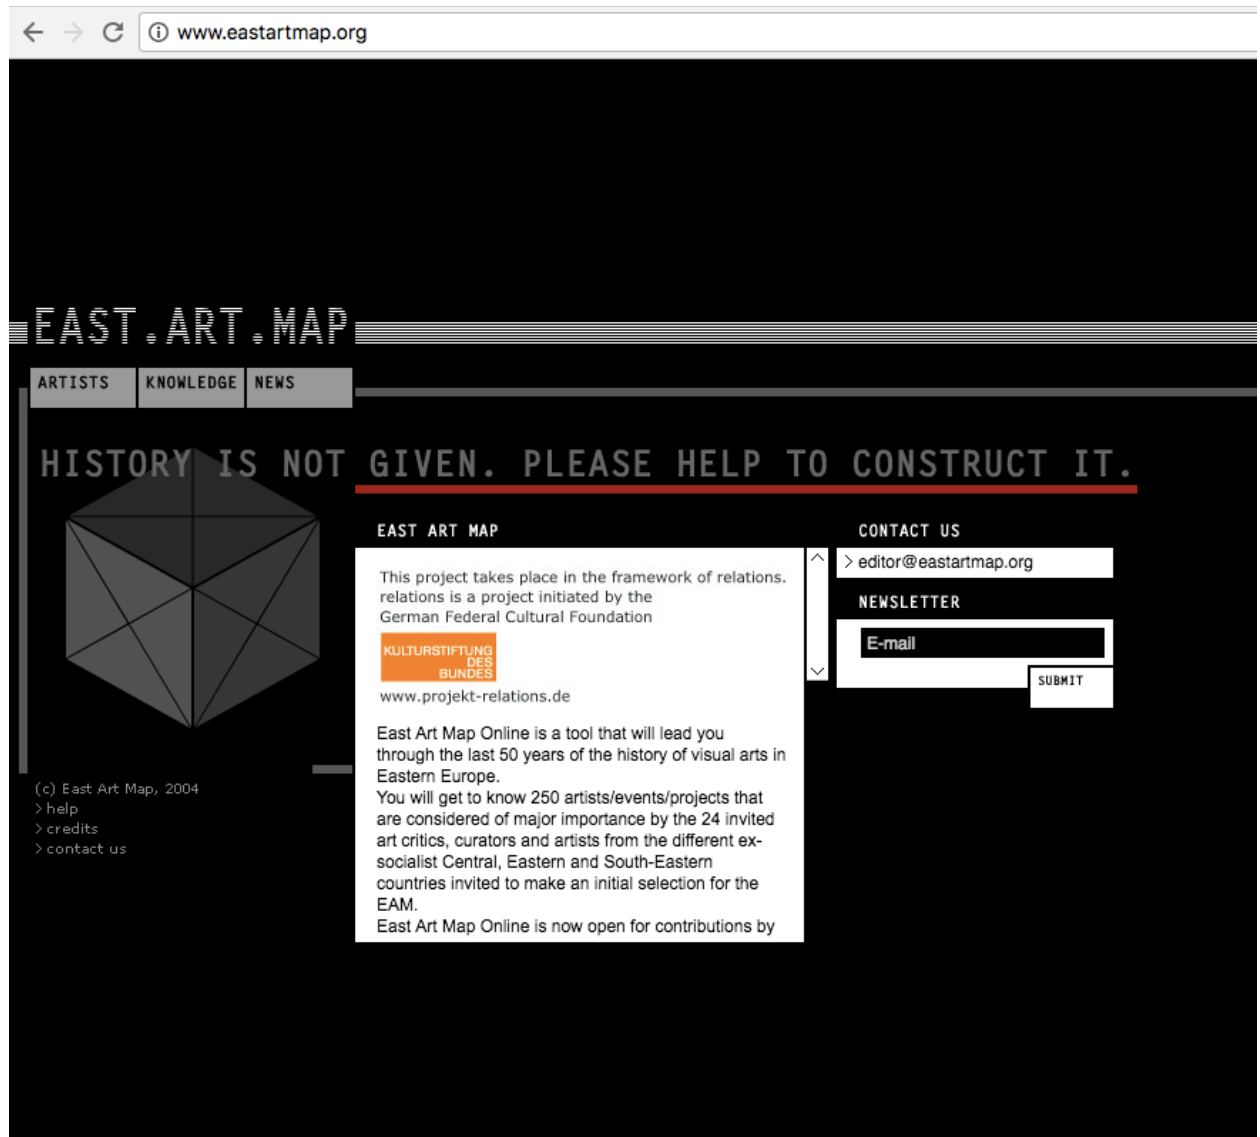 www.eastartmap.org
EAST.ART.MAP
ARTISTS KNOWLEDGE NEWS
HISTORY IS NOT GIVEN. PLEASE HELP TO CONSTRUCT IT.
EAST ART MAP
This project takes place in the framework of relations.
relations is a project initiated by the
German Federal Cultural Foundation
KULTURSTIFTUNG
DES
BUNDES
www.projekt-relations.de
East Art Map Online is a tool that will lead you
through the last 50 years of the history of visual arts in
Eastern Europe.
You will get to know 250 artists/events/projects that
are considered of major importance by the 24 invited
art critics, curators and artists from the different ex-
socialist Central, Eastern and South-Eastern
countries invited to make an initial selection for the
EAM.
East Art Map Online is now open for contributions by
CONTACT US
> editor@eastartmap.org
NEWSLETTER
E-mail
SUBMIT
(c) East Art Map, 2004
> help
> credits
> contact us